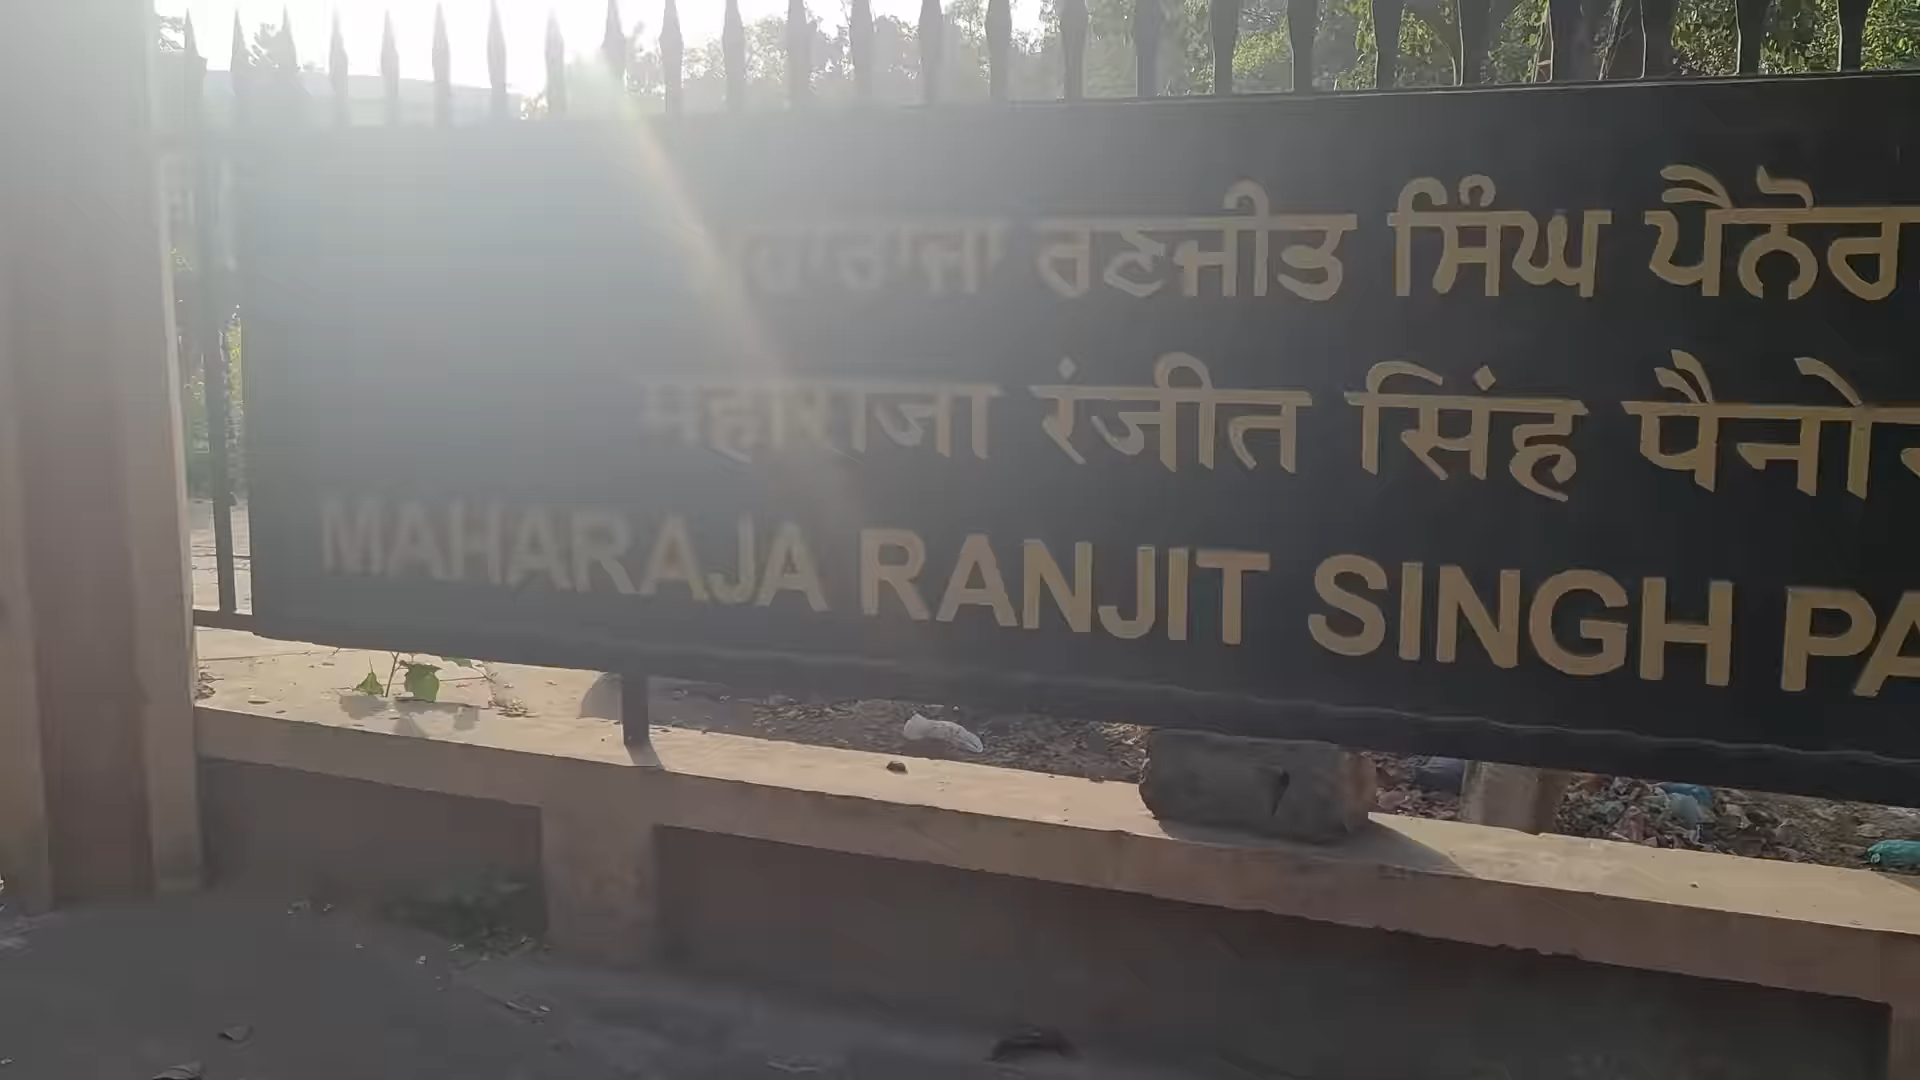 ਰਣਜੀਤ ਸਿੰਘ ਪੈਨੋਰ
महाराजा रंजीत सिंह पैनो
MAHARAJA RANJIT SINGH PA